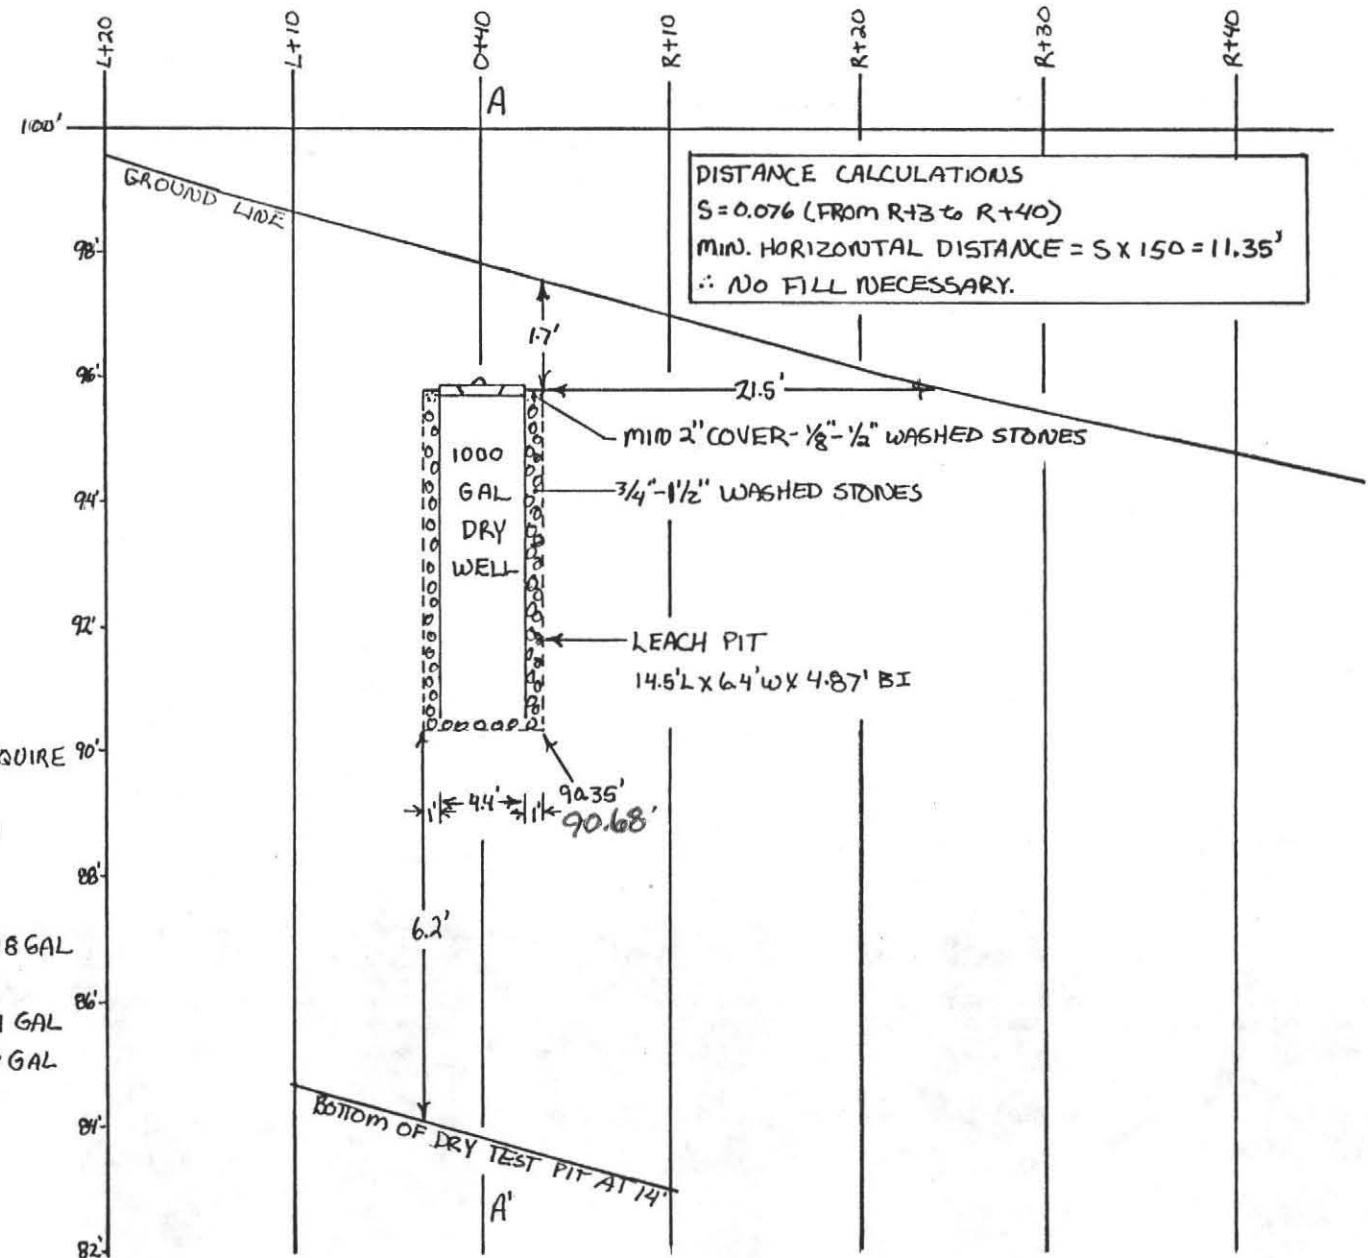 L+20
L+10
0+40
R+10
R+20
R+30
R+40
A
100'
GROUND LINE
DISTANCE CALCULATIONS
S=0.076 (FROM R+3 to R+40)
MIN. HORIZONTAL DISTANCE = S X 150 = 11.35'
∴ NO FILL NECESSARY.
98'
1.7'
96'
21.5'
MIN 2" COVER-1/8"-1/2" WASHED STONES
1000
GAL
DRY
WELL
3/4"-1 1/2" WASHED STONES
94'
92'
LEACH PIT
14.5'L X 6.4'W X 4.87' BI
QUIRE
90'
1'
4.4'
1'
90.35'
90.68'
88'
6.2'
8 GAL
86'
GAL
GAL
84'
BOTTOM OF DRY TEST PIT AT 14'
A'
82'